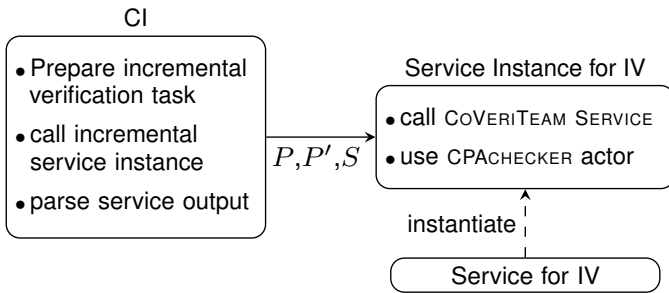 CI
• Prepare incremental
verification task
• call incremental
service instance
• parse service output
P,P′,S
Service Instance for IV
• call COVERITEAM SERVICE
• use CPACHECKER actor
instantiate
Service for IV